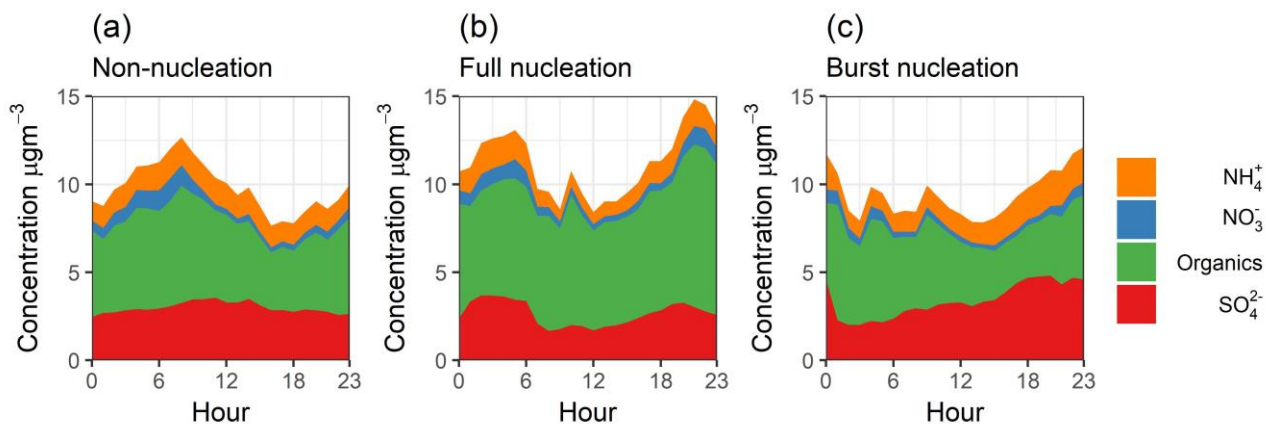 (a)
Non-nucleation
Concentration µgm⁻³
15
10
5
0
0 6 12 18 23
Hour
(b)
Full nucleation
Concentration µgm⁻³
15
10
5
0
0 6 12 18 23
Hour
(c)
Burst nucleation
Concentration µgm⁻³
15
10
5
0
0 6 12 18 23
Hour
NH₄⁺
NO₃⁻
Organics
SO₄²⁻